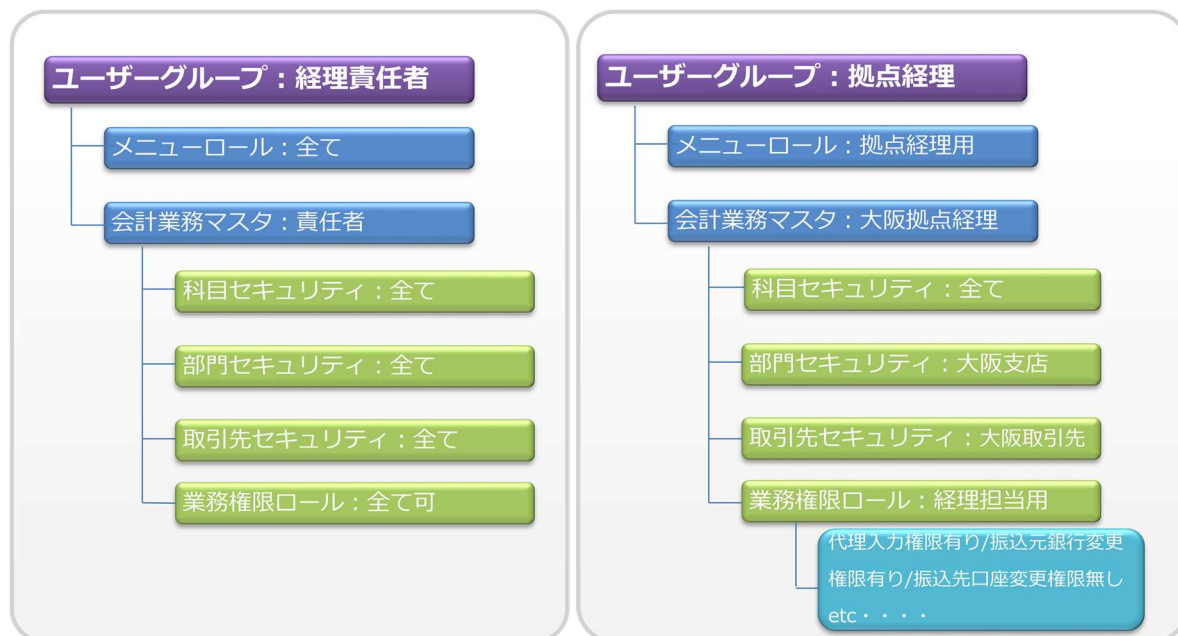 ユーザーグループ：経理責任者
メニューロール：全て
会計業務マスタ：責任者
科目セキュリティ：全て
部門セキュリティ：全て
取引先セキュリティ：全て
業務権限ロール：全て可
ユーザーグループ：拠点経理
メニューロール：拠点経理用
会計業務マスタ：大阪拠点経理
科目セキュリティ：全て
部門セキュリティ：大阪支店
取引先セキュリティ：大阪取引先
業務権限ロール：経理担当用
代理入力権限有り/振込元銀行変更
権限有り/振込先口座変更権限無し
etc・・・・